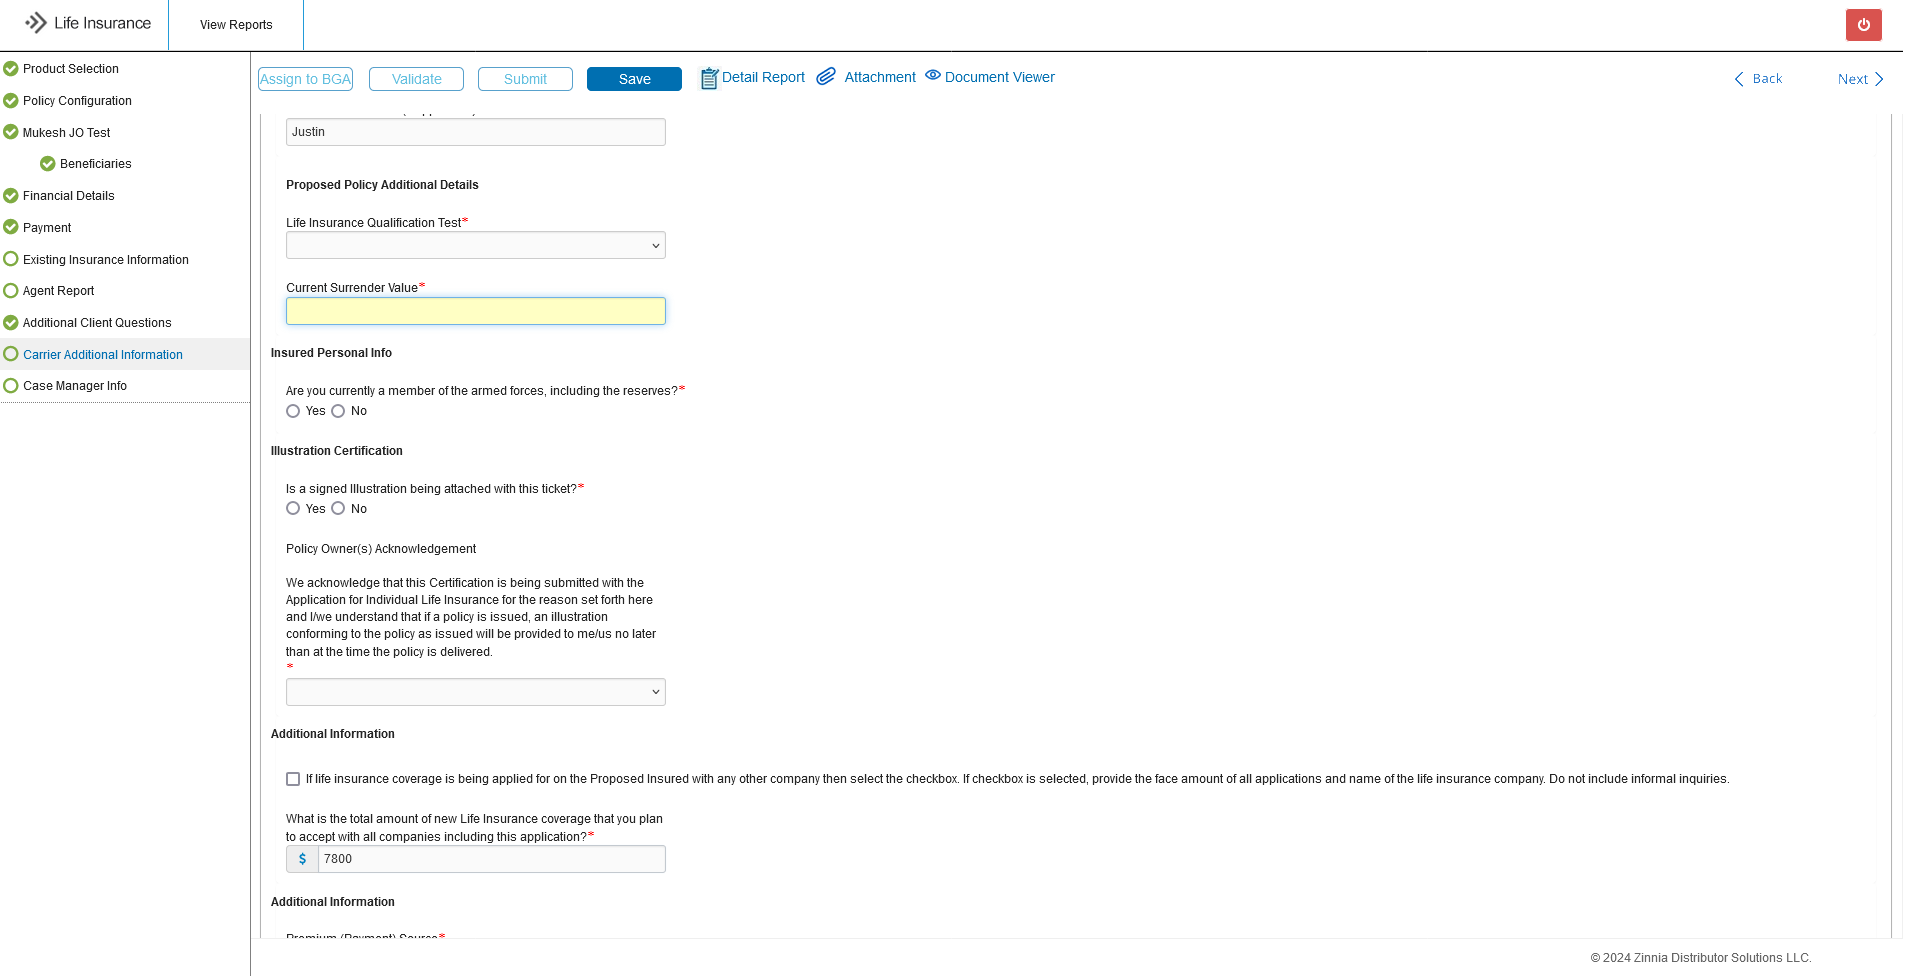 Life Insurance
View Reports
Product Selection
Policy Configuration
Mukesh JO Test
Beneficiaries
Financial Details
Payment
Existing Insurance Information
Agent Report
Additional Client Questions
Carrier Additional Information
Case Manager Info
Assign to BGA
Validate
Submit
Save
Detail Report
Attachment
Document Viewer
Back
Next
Justin
Proposed Policy Additional Details
Life Insurance Qualification Test*
Current Surrender Value*
Insured Personal Info
Are you currently a member of the armed forces, including the reserves?*
Yes No
Illustration Certification
Is a signed Illustration being attached with this ticket?*
Yes No
Policy Owner(s) Acknowledgement
We acknowledge that this Certification is being submitted with the
Application for Individual Life Insurance for the reason set forth here
and I/we understand that if a policy is issued, an illustration
conforming to the policy as issued will be provided to me/us no later
than at the time the policy is delivered.
*
Additional Information
If life insurance coverage is being applied for on the Proposed Insured with any other company then select the checkbox. If checkbox is selected, provide the face amount of all applications and name of the life insurance company. Do not include informal inquiries.
What is the total amount of new Life Insurance coverage that you plan
to accept with all companies including this application?*
$ 7800
Additional Information
Premium (Payment) Source*
© 2024 Zinnia Distributor Solutions LLC.